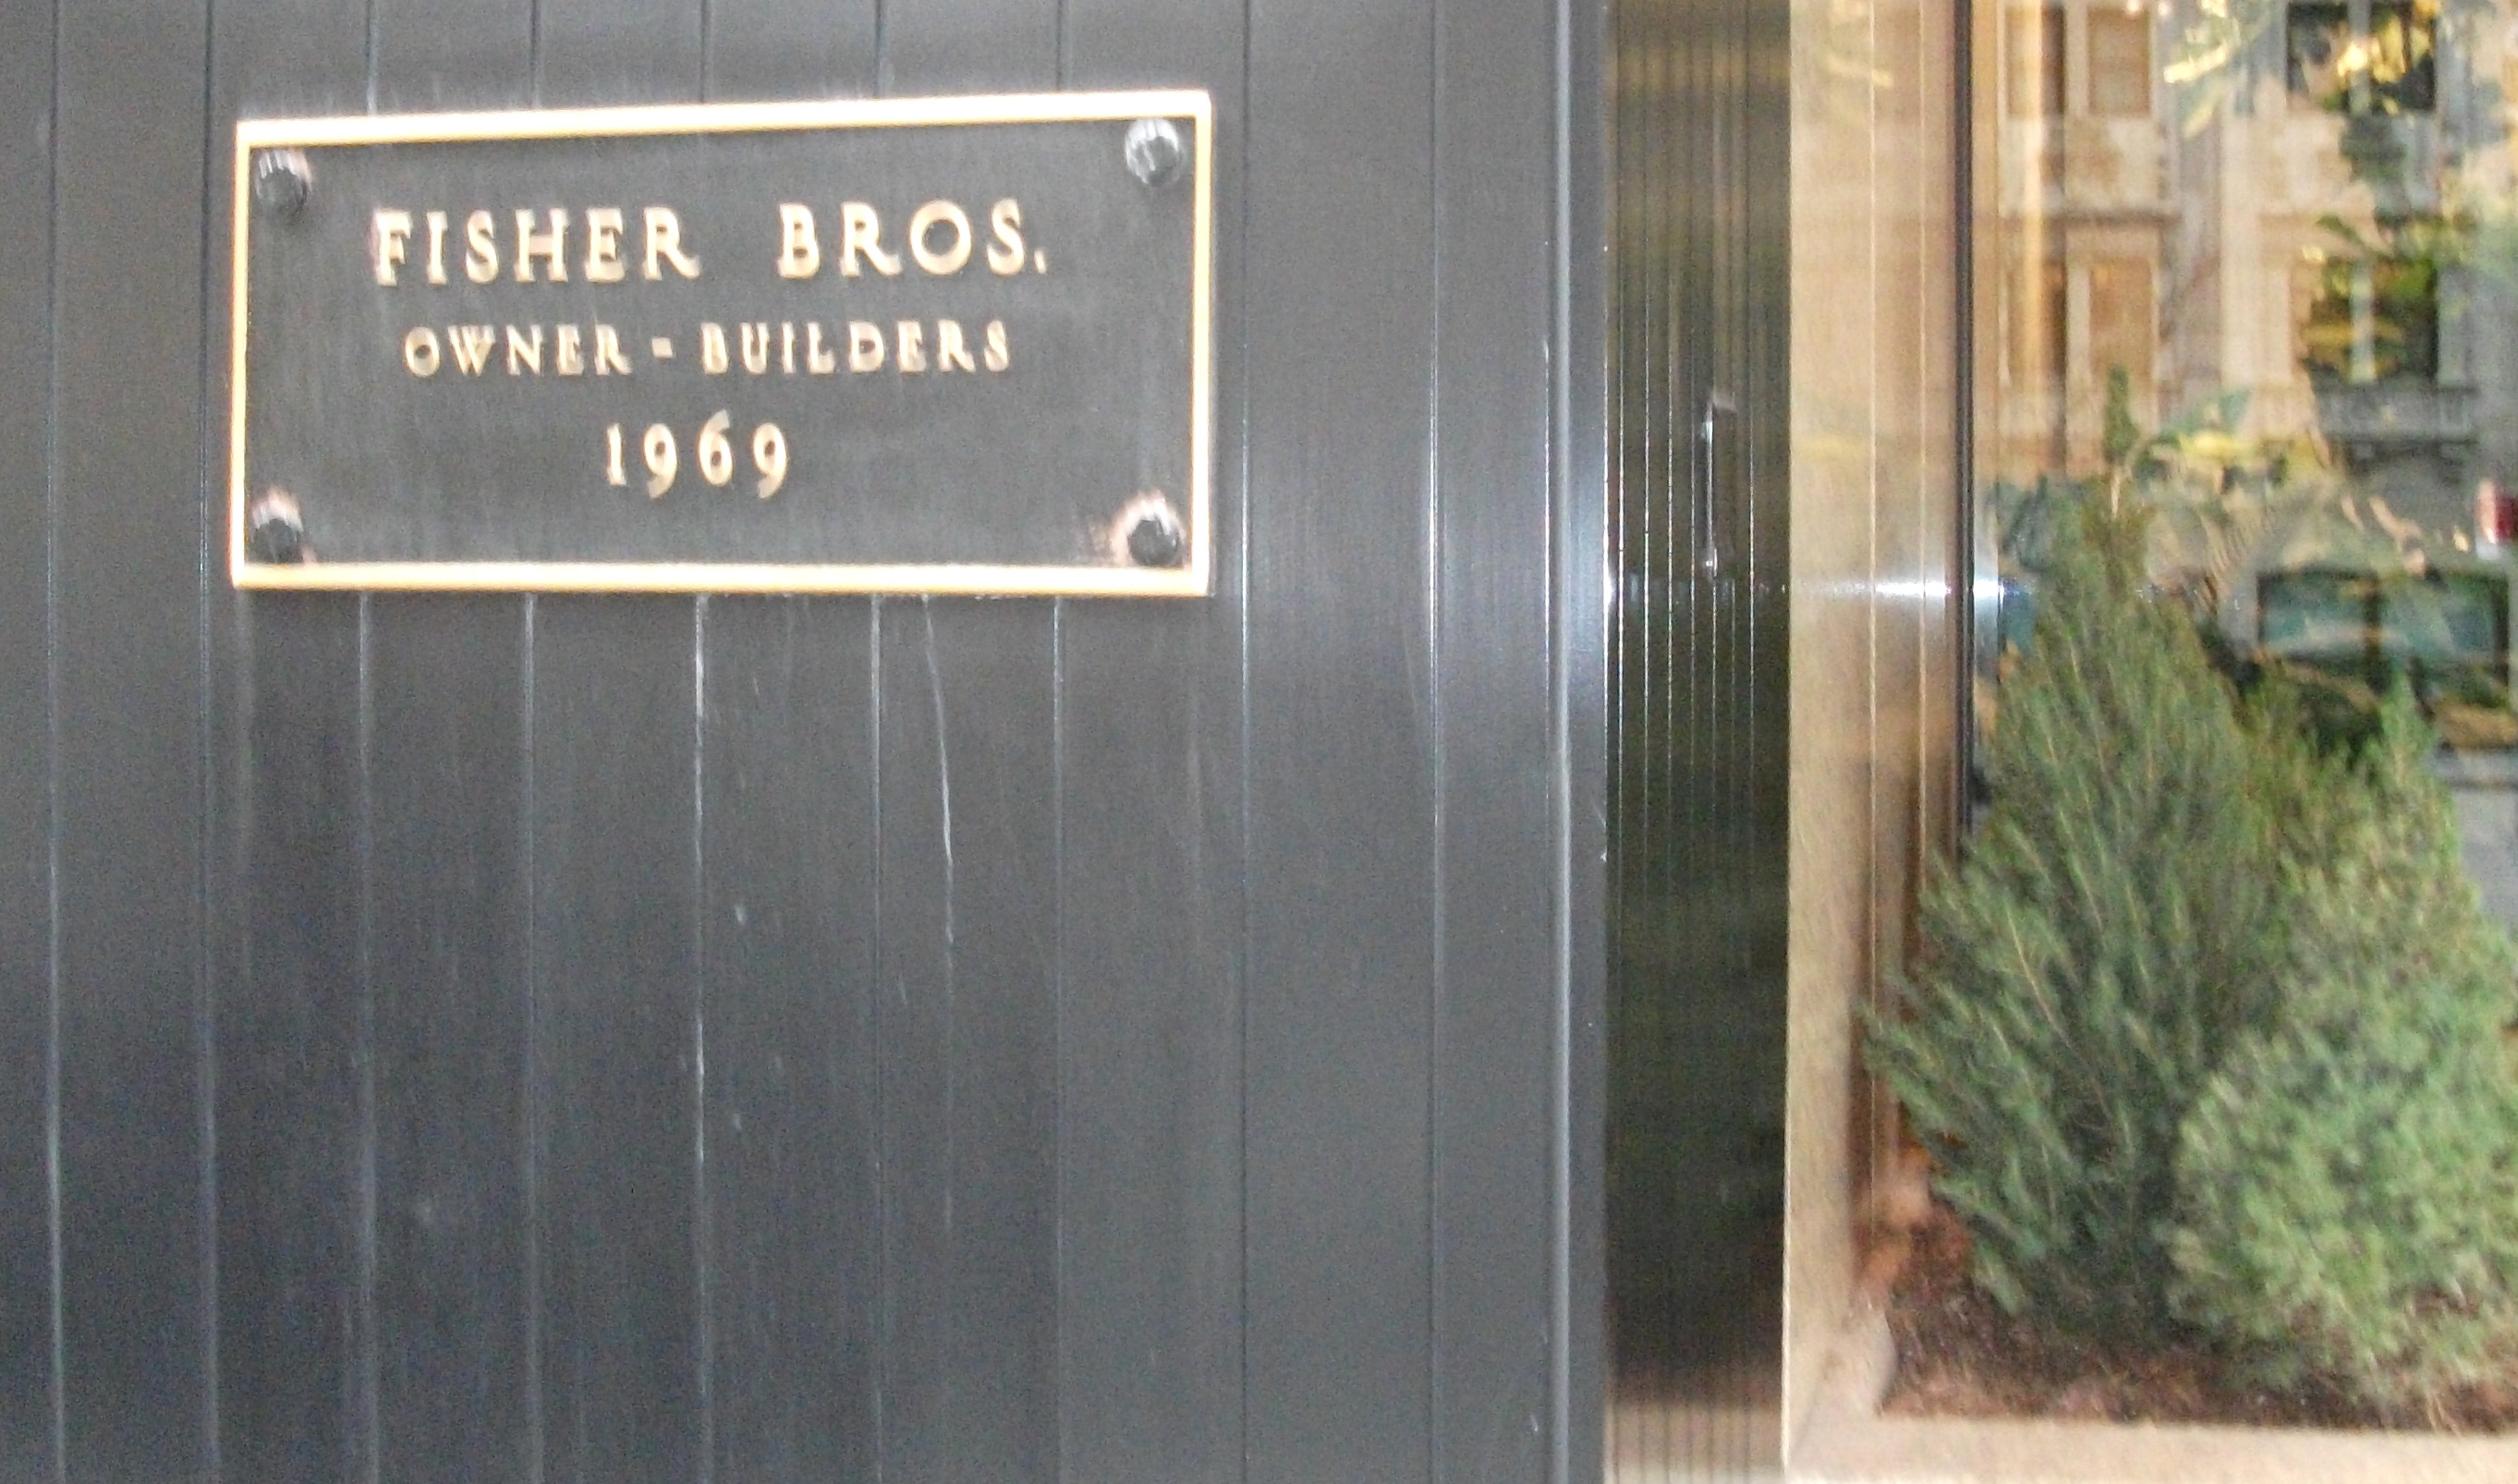 FISHER BROS.
OWNER-BUILDERS
1969